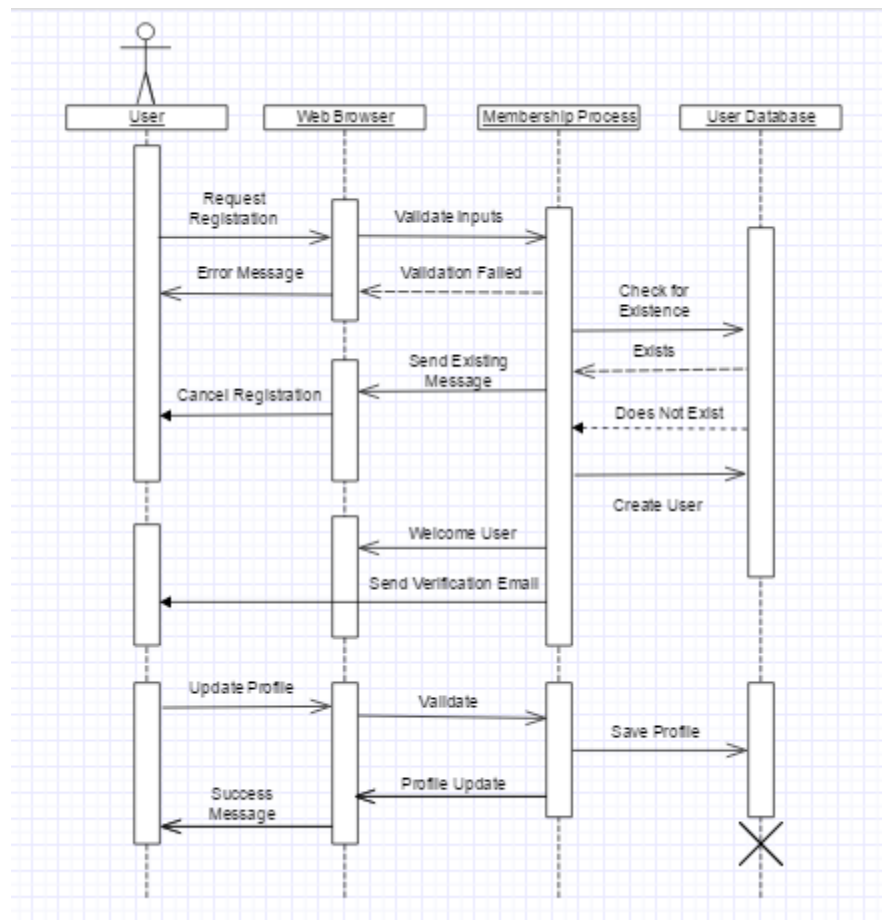 User
Web Browser
Membership Process
User Database
Request
Registration
Validate Inputs
Error Message
Validation Failed
Check for
Existence
Exists
Send Existing
Message
Cancel Registration
Does Not Exist
Create User
Welcome User
Send Verification Email
Update Profile
Validate
Save Profile
Profile Update
Success
Message